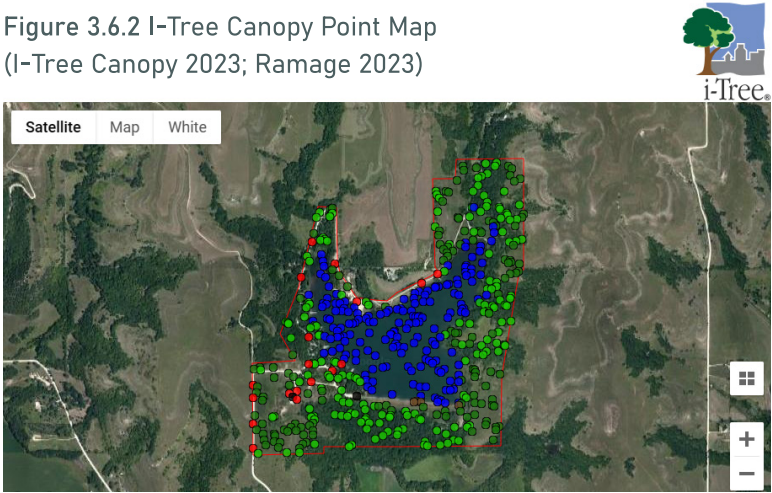 Figure 3.6.2 I-Tree Canopy Point Map
(I-Tree Canopy 2023; Ramage 2023)
i-Tree®
Satellite Map White
+
−